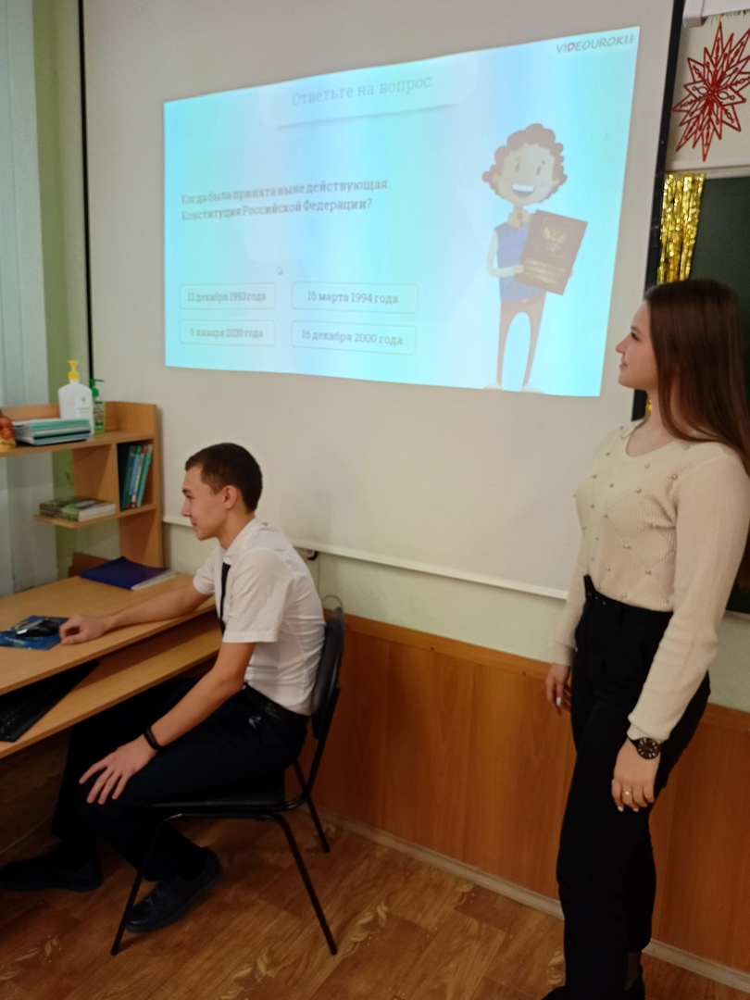 VIDEOUROKI
Ответьте на вопрос
Когда была принята ныне действующая
Конституция Российской Федерации?
12 декабря 1993 года
16 марта 1994 года
5 января 2020 года
16 декабря 2000 года